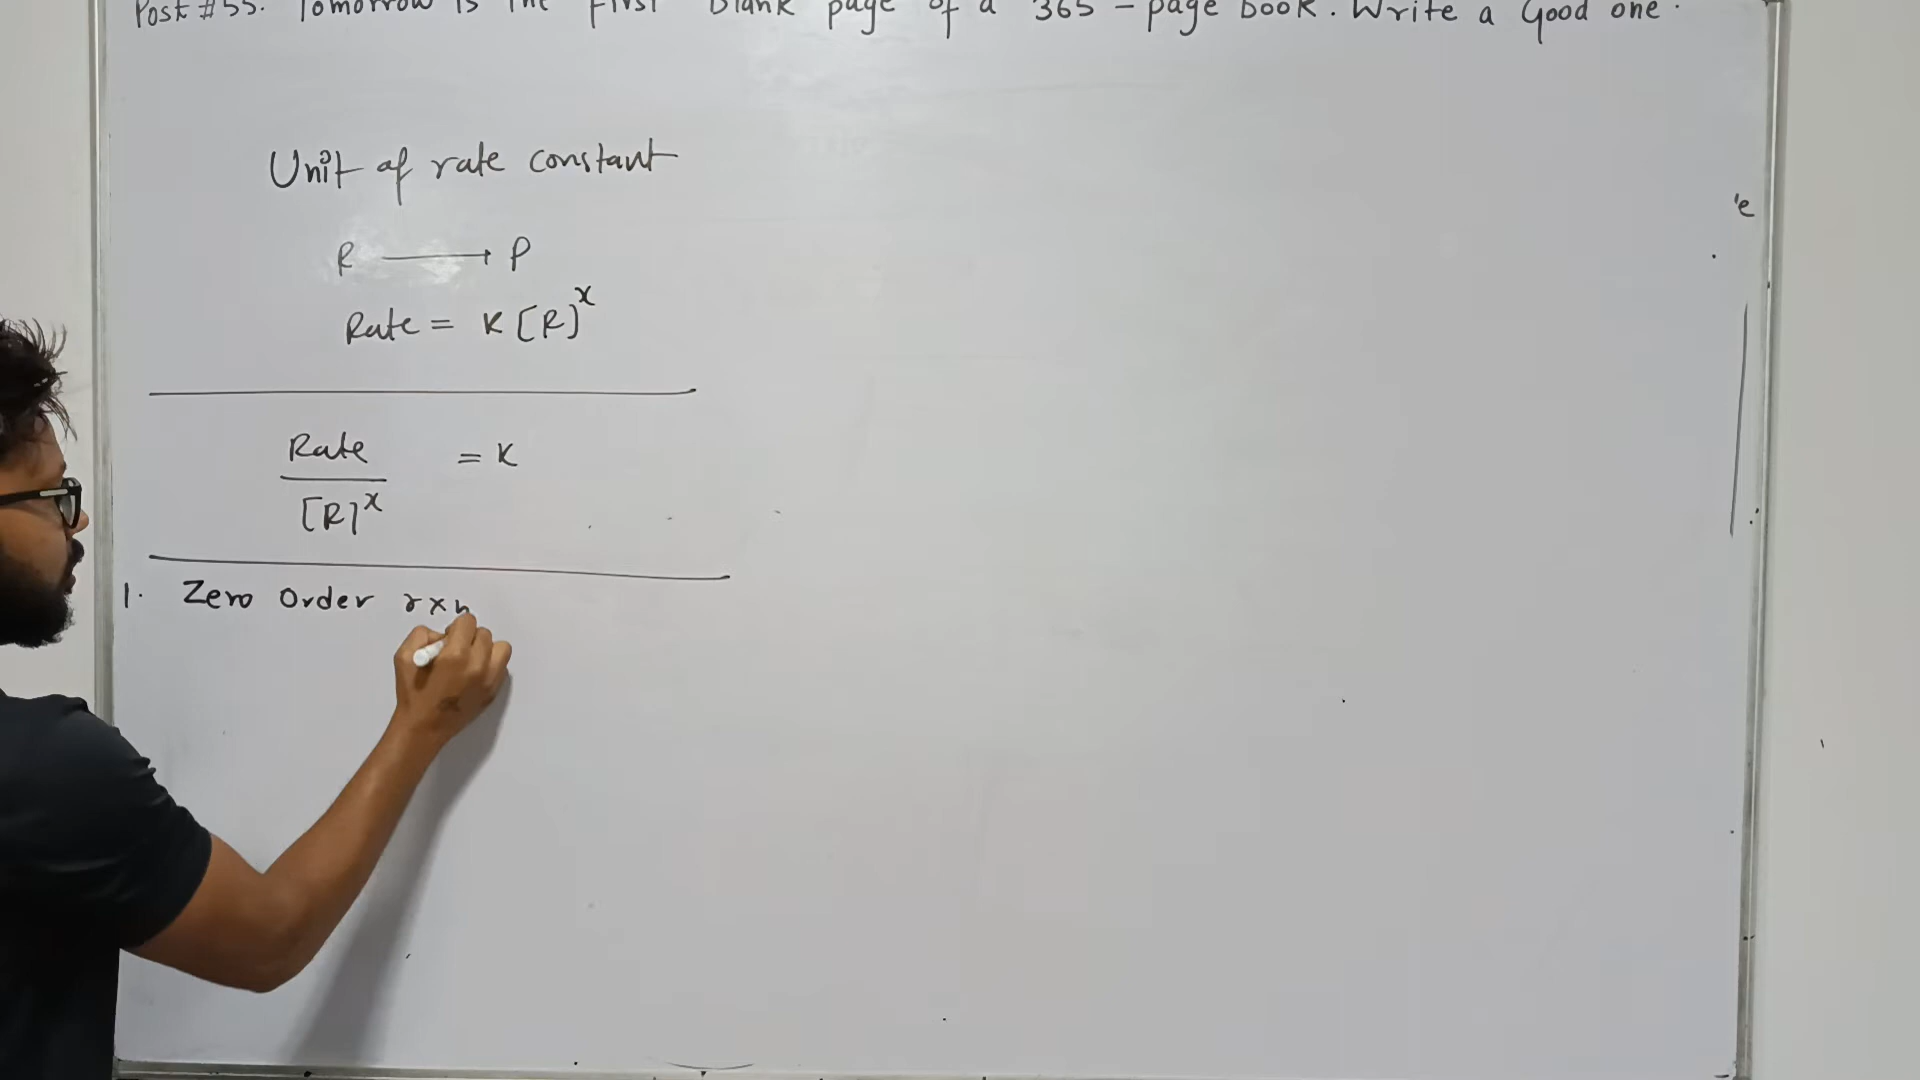 Post #55. Tomorrow is the first blank page of a 365-page book. Write a Good one.
Unit of rate constant
R ⟶ P
Rate = K [R]^x
Rate / [R]^x = K
1. Zero Order rxn
'e